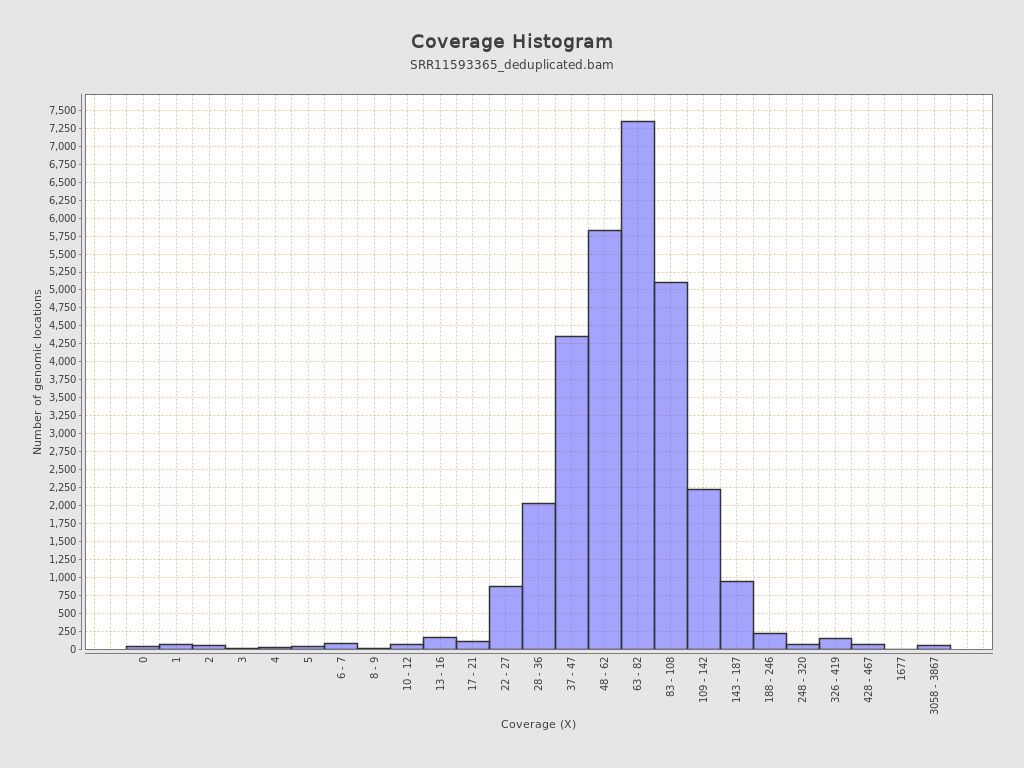 Coverage Histogram
SRR11593365_deduplicated.bam
Number of genomic locations
7,500
7,250
7,000
6,750
6,500
6,250
6,000
5,750
5,500
5,250
5,000
4,750
4,500
4,250
4,000
3,750
3,500
3,250
3,000
2,750
2,500
2,250
2,000
1,750
1,500
1,250
1,000
750
500
250
0
0
1
2
3
4
5
6 - 7
8 - 9
10 - 12
13 - 16
17 - 21
22 - 27
28 - 36
37 - 47
48 - 62
63 - 82
83 - 108
109 - 142
143 - 187
188 - 246
248 - 320
326 - 419
428 - 467
1677
3058 - 3867
Coverage (X)